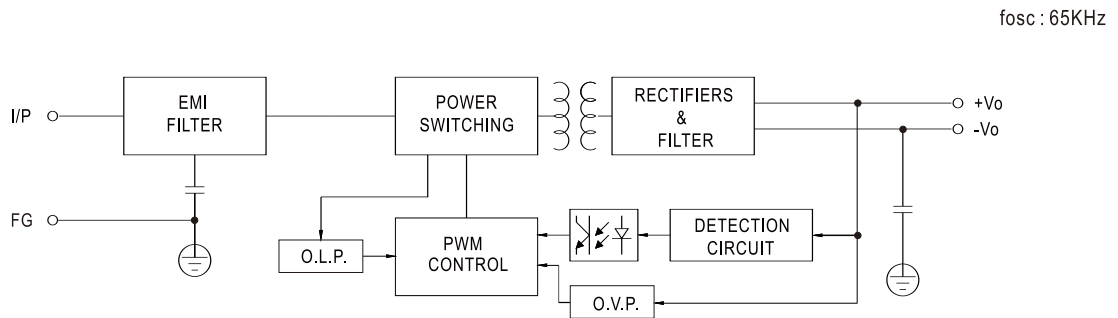 fosc : 65KHz
I/P
EMI
FILTER
POWER
SWITCHING
RECTIFIERS
&
FILTER
+Vo
-Vo
FG
O.L.P.
PWM
CONTROL
DETECTION
CIRCUIT
O.V.P.